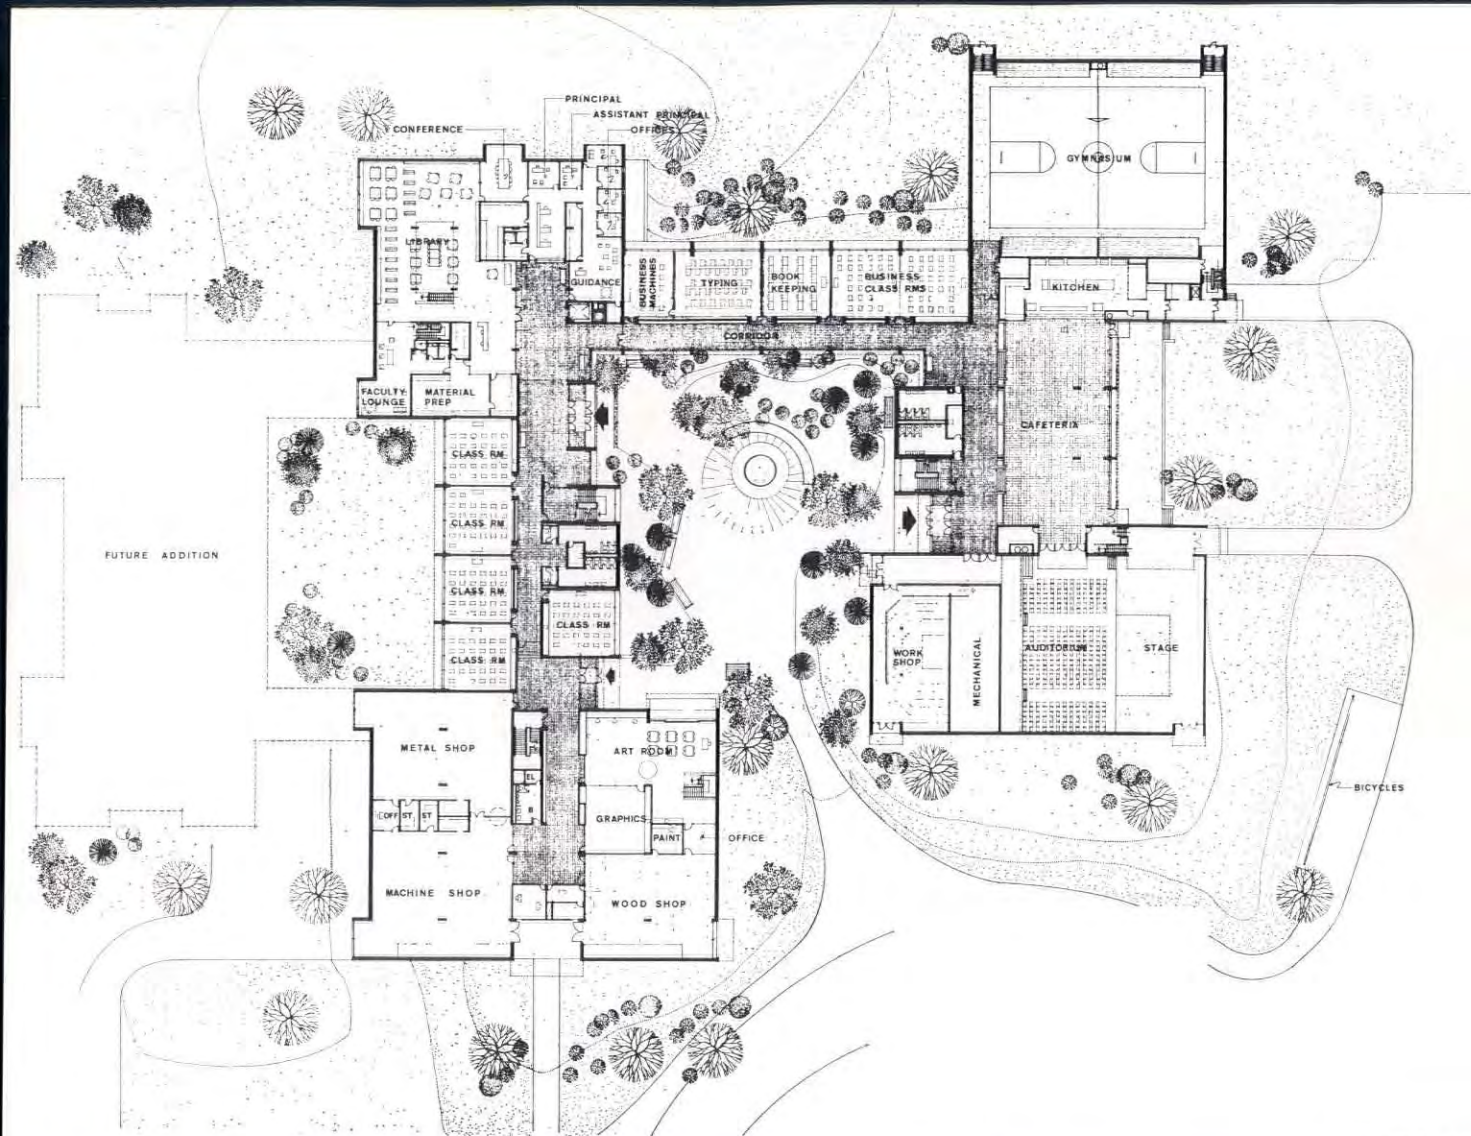 PRINCIPAL
ASSISTANT PRINCIPAL
CONFERENCE
OFFICES
GYMNASIUM
LIBRARY
GUIDANCE
BUSINESS
MACHINES
TYPING
BOOK
KEEPING
BUSINESS
CLASS RMS
KITCHEN
CORRIDOR
FACULTY
LOUNGE
MATERIAL
PREP
CAFETERIA
CLASS RM
CLASS RM
FUTURE ADDITION
CLASS RM
CLASS RM
CLASS RM
WORK
SHOP
MECHANICAL
AUDITORIUM
STAGE
METAL SHOP
ART ROOM
EL
B
BICYCLES
OFF
ST.
ST
GRAPHICS
PAINT
OFFICE
MACHINE SHOP
WOOD SHOP